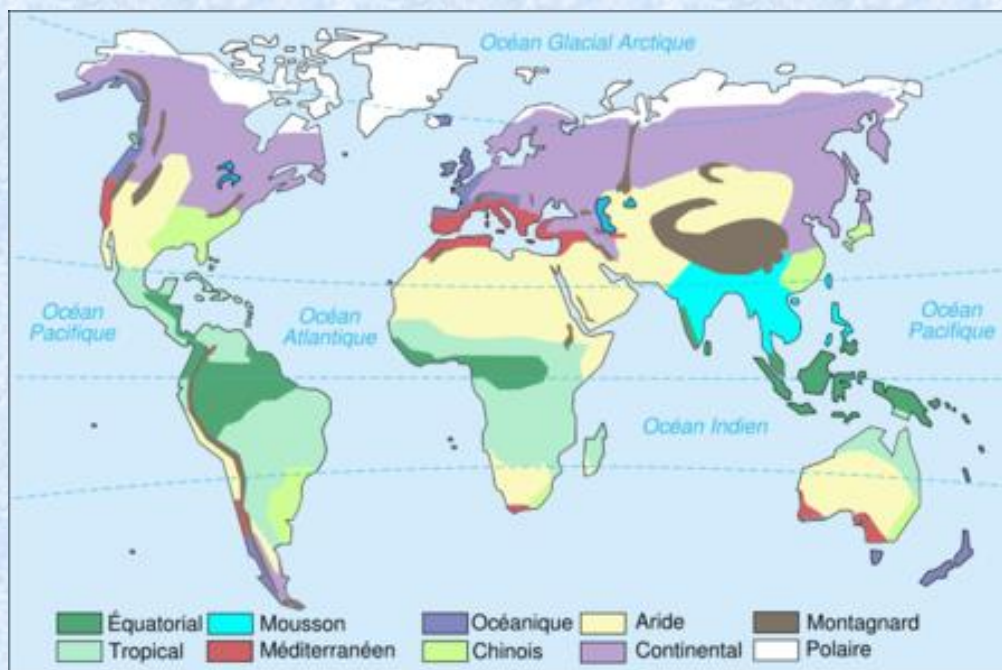 Océan Glacial Arctique
Océan
Pacifique
Océan
Atlantique
Océan
Pacifique
Océan Indien
Équatorial
Mousson
Océanique
Aride
Montagnard
Tropical
Méditerranéen
Chinois
Continental
Polaire